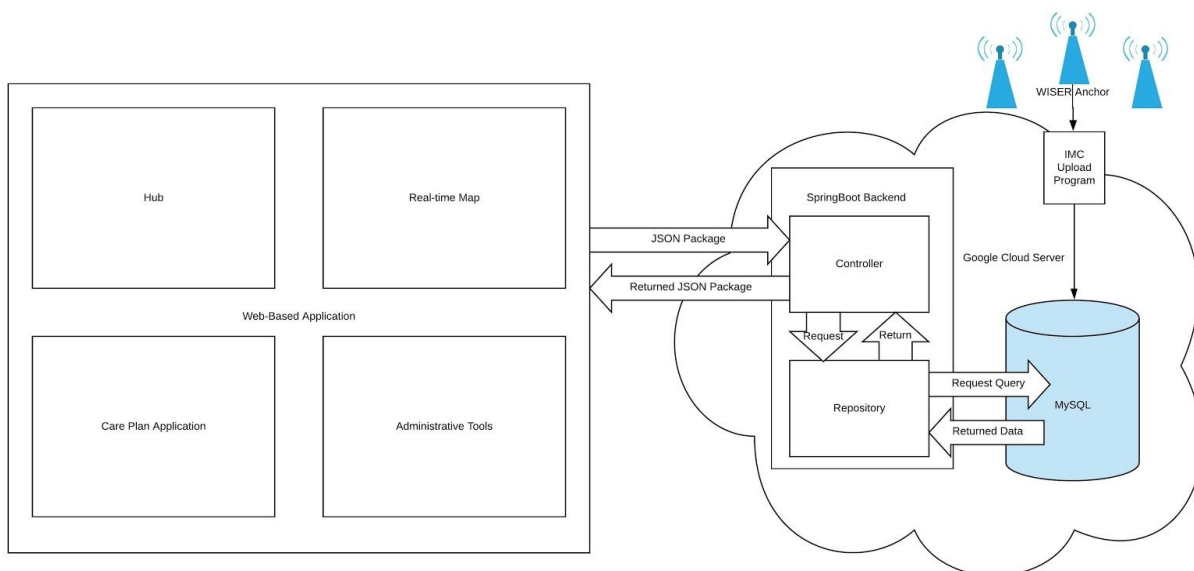 WISER Anchor
IMC
Upload
Program
Hub
Real-time Map
SpringBoot Backend
JSON Package
Controller
Google Cloud Server
Returned JSON Package
Web-Based Application
Request
Return
Request Query
MySQL
Repository
Care Plan Application
Administrative Tools
Returned Data